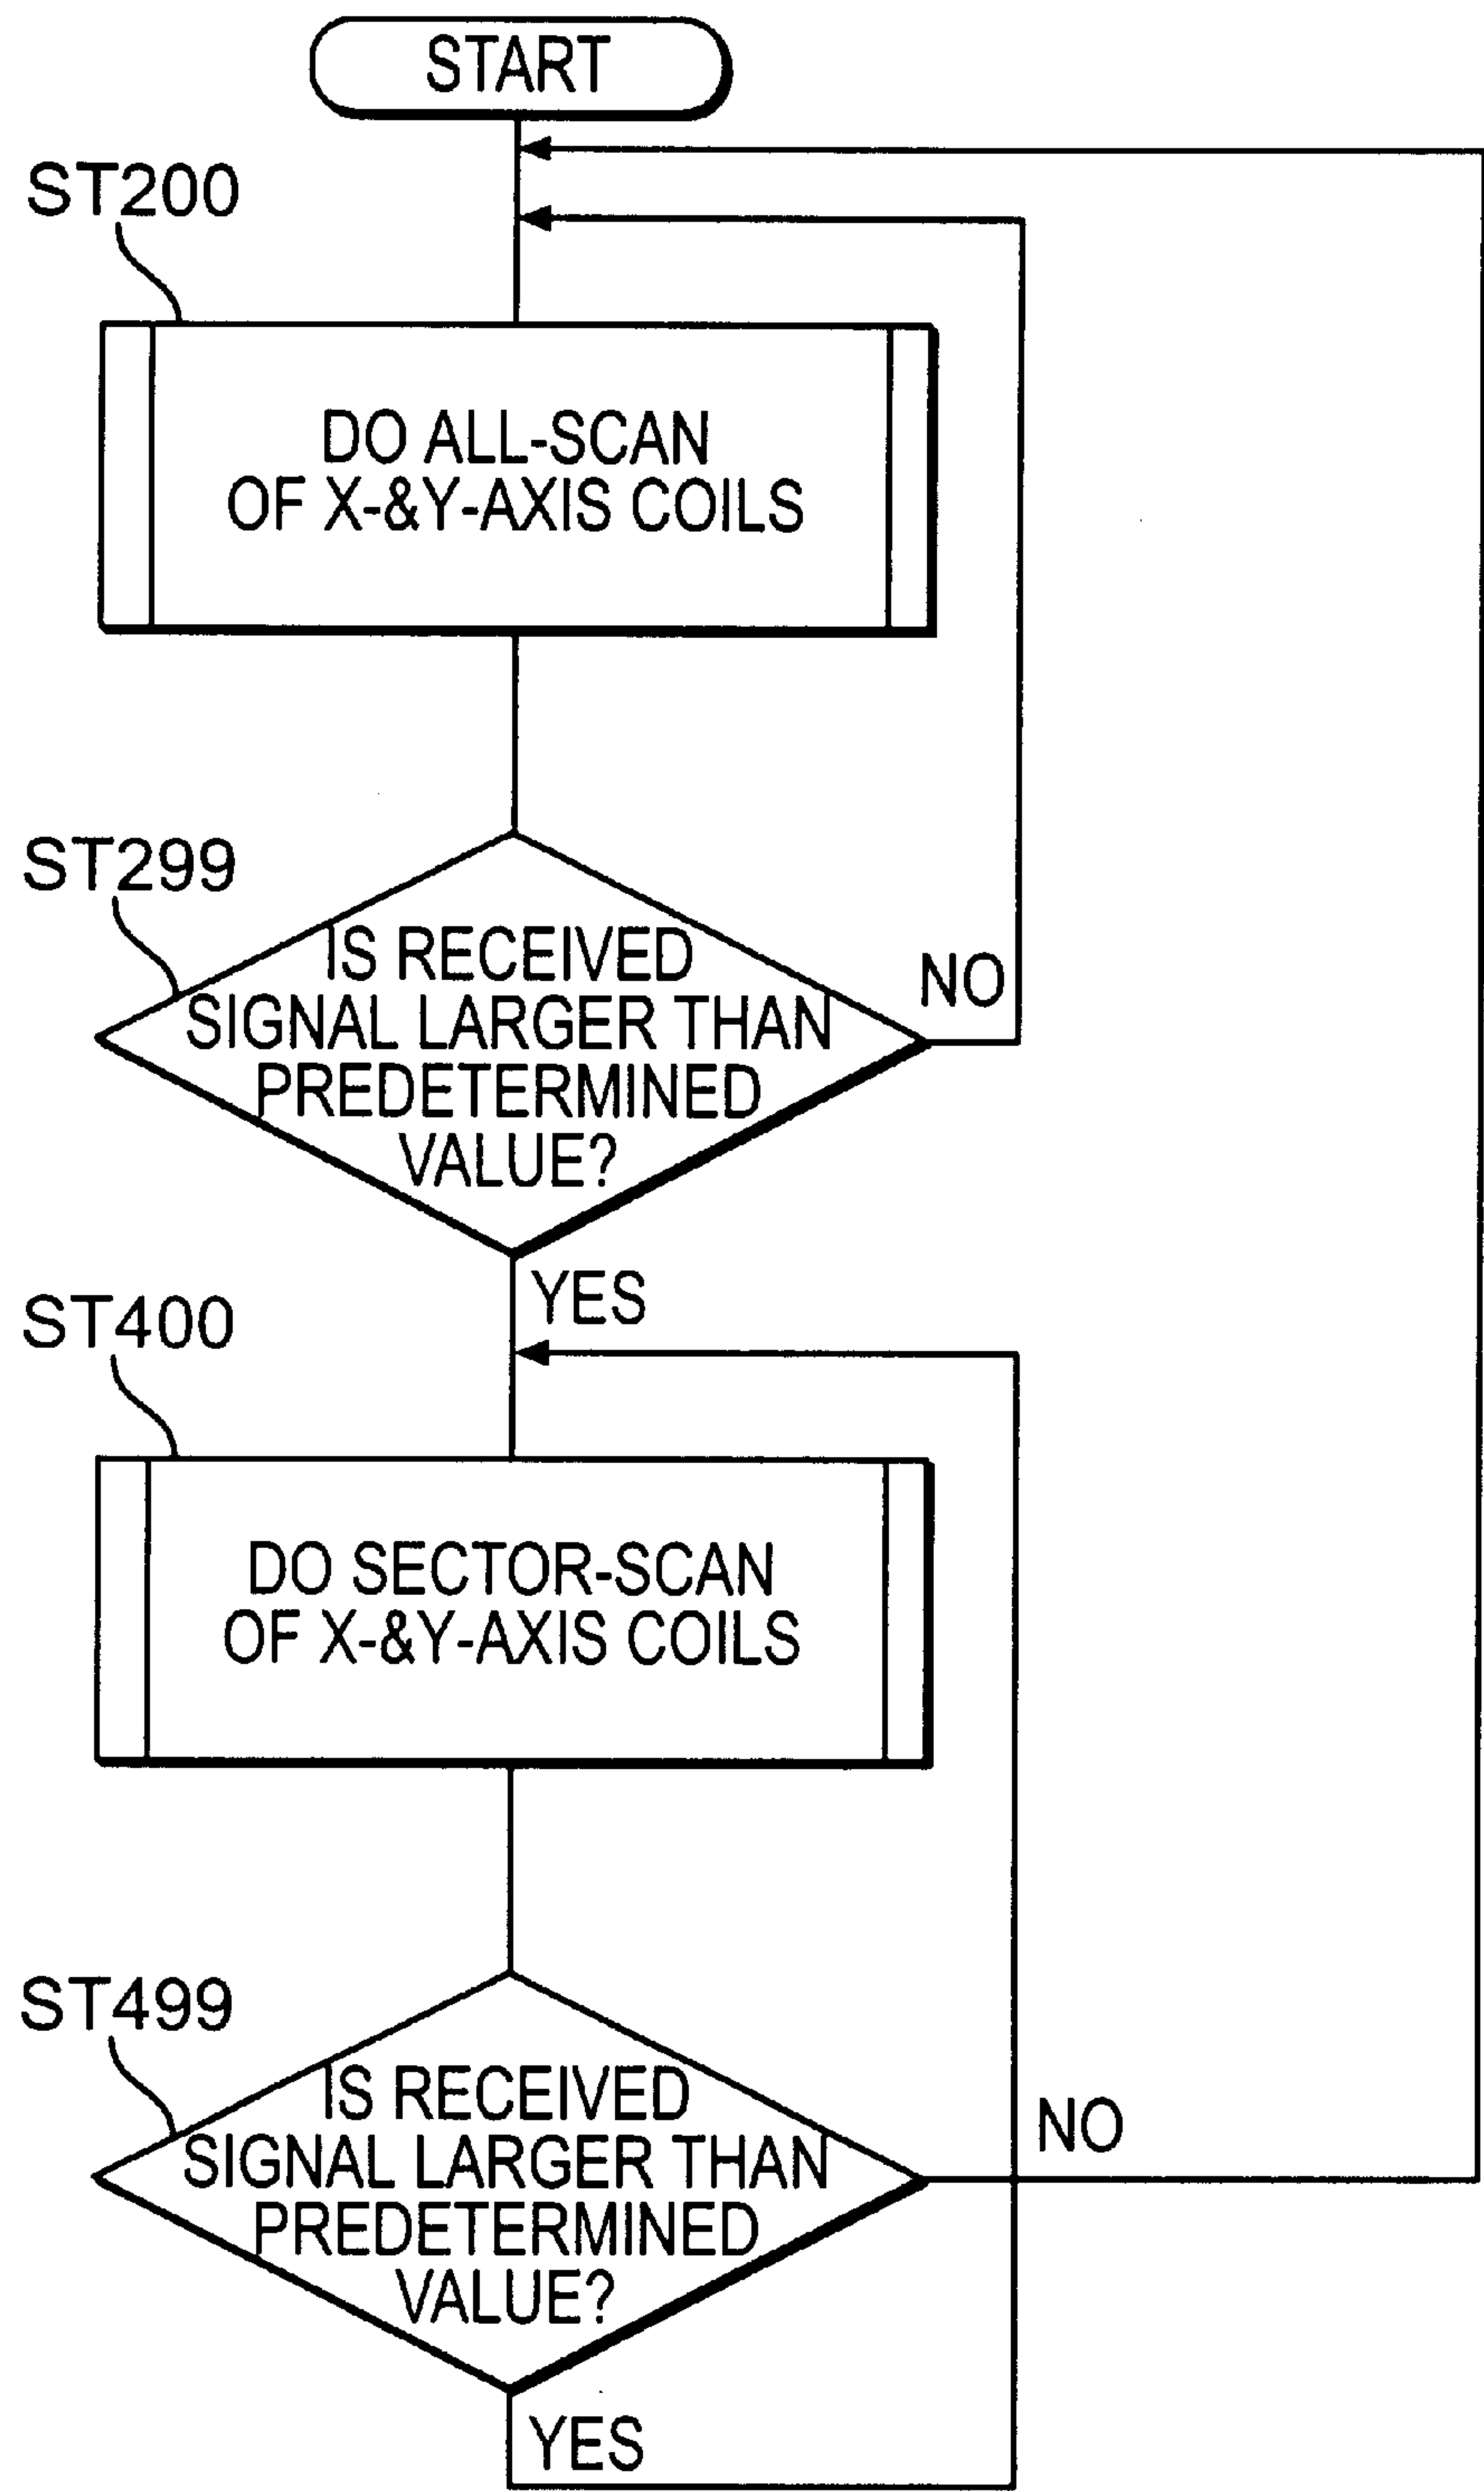 START
ST200
DO ALL-SCAN
OF X-&Y-AXIS COILS
ST299
IS RECEIVED
SIGNAL LARGER THAN
PREDETERMINED
VALUE?
NO
YES
ST400
DO SECTOR-SCAN
OF X-&Y-AXIS COILS
ST499
IS RECEIVED
SIGNAL LARGER THAN
PREDETERMINED
VALUE?
NO
YES